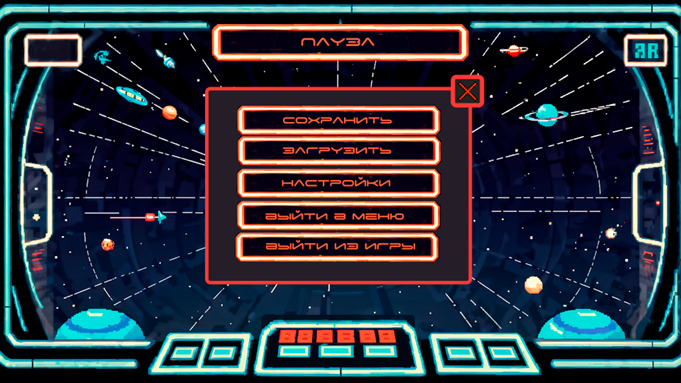 ПАУЗА
СОХРАНИТЬ
ЗАГРУЗИТЬ
НАСТРОЙКИ
ВЫЙТИ В МЕНЮ
ВЫЙТИ ИЗ ИГРЫ